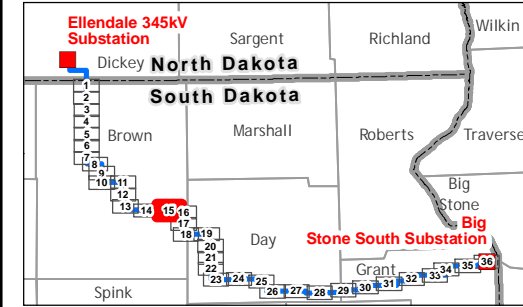 Ellendale 345kV
Substation
Wilkin
Sargent
Richland
Dickey
North Dakota
South Dakota
1
2
3
4
5
6
7
8
9
10
11
12
13
14
15
16
17
18
19
20
21
22
23
24
25
26
27
28
29
30
31
32
33
34
35
36
Brown
Marshall
Roberts
Traverse
Big
Stone
Big
Stone South Substation
Day
Grant
Spink